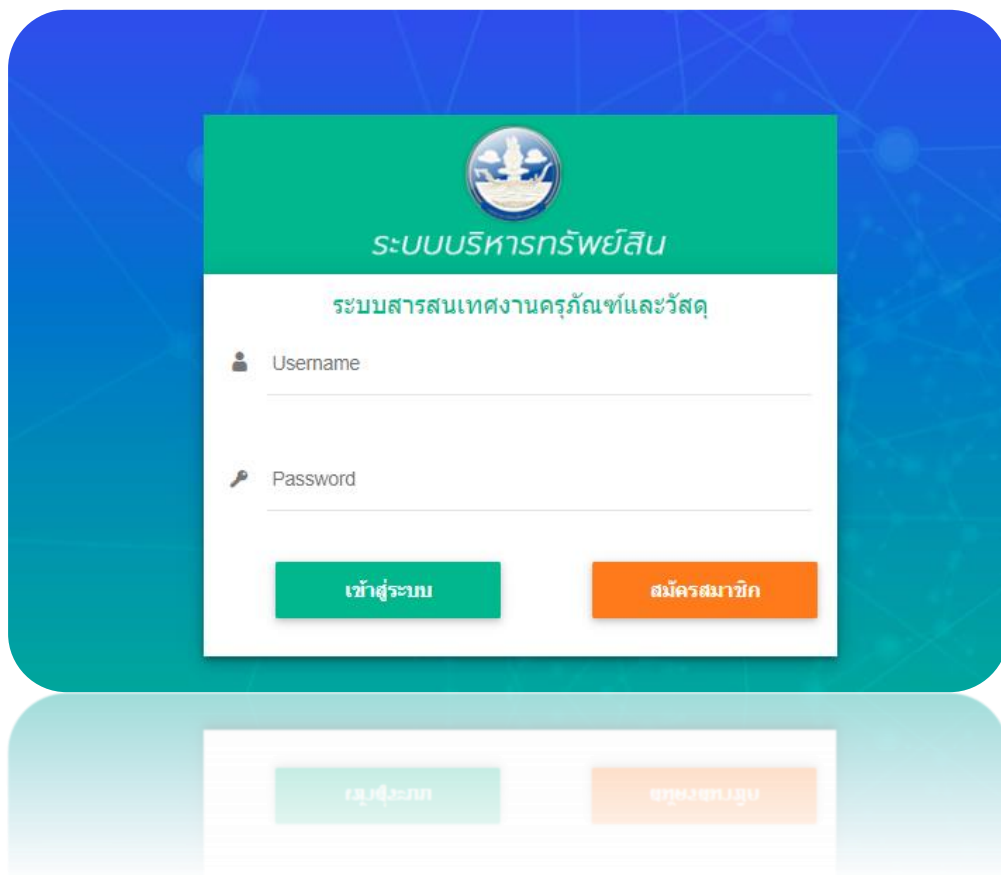 ระบบบริหารทรัพย์สิน
ระบบสารสนเทศงานครุภัณฑ์และวัสดุ
Username
Password
เข้าสู่ระบบ สมัครสมาชิก